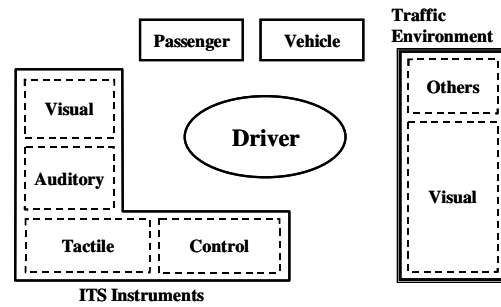 Traffic
Environment
Passenger
Vehicle
Visual
Others
Driver
Auditory
Visual
Tactile
Control
ITS Instruments